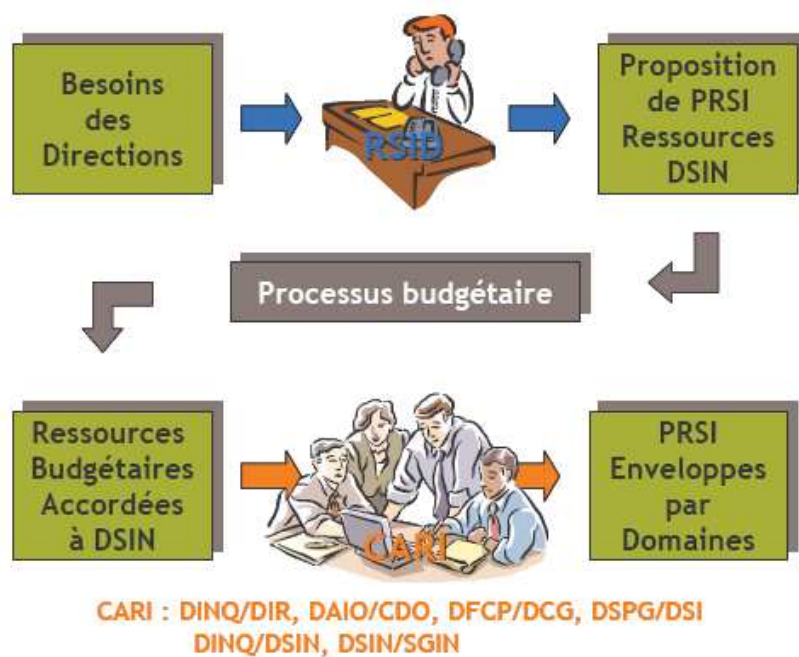 Besoins
des
Directions
RSID
Proposition
de PRSI
Ressources
DSIN
Processus budgétaire
Ressources
Budgétaires
Accordées
à DSIN
CARI
PRSI
Enveloppes
par
Domaines
CARI : DINQ/DIR, DAIO/CDO, DFCP/DCG, DSPG/DSI
DINQ/DSIN, DSIN/SGIN